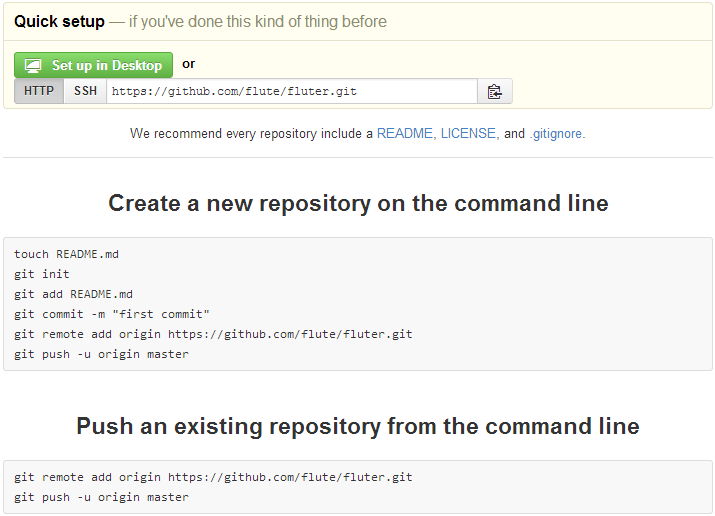 Quick setup — if you've done this kind of thing before
Set up in Desktop or
HTTP SSH https://github.com/flute/fluter.git
We recommend every repository include a README, LICENSE, and .gitignore.
Create a new repository on the command line
touch README.md
git init
git add README.md
git commit -m "first commit"
git remote add origin https://github.com/flute/fluter.git
git push -u origin master
Push an existing repository from the command line
git remote add origin https://github.com/flute/fluter.git
git push -u origin master